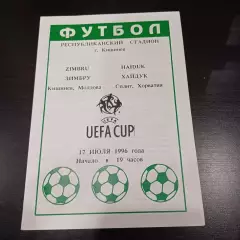 ФУТБОЛ
РЕСПУБЛИКАНСКИЙ СТАДИОН
г. Кишинев
ZIMBRU HAJDUK
ЗИМБРУ ХАЙДУК
Кишинев, Молдова Сплит, Хорватия
UEFA CUP
17 ИЮЛЯ 1996 года
Начало в 19 часов